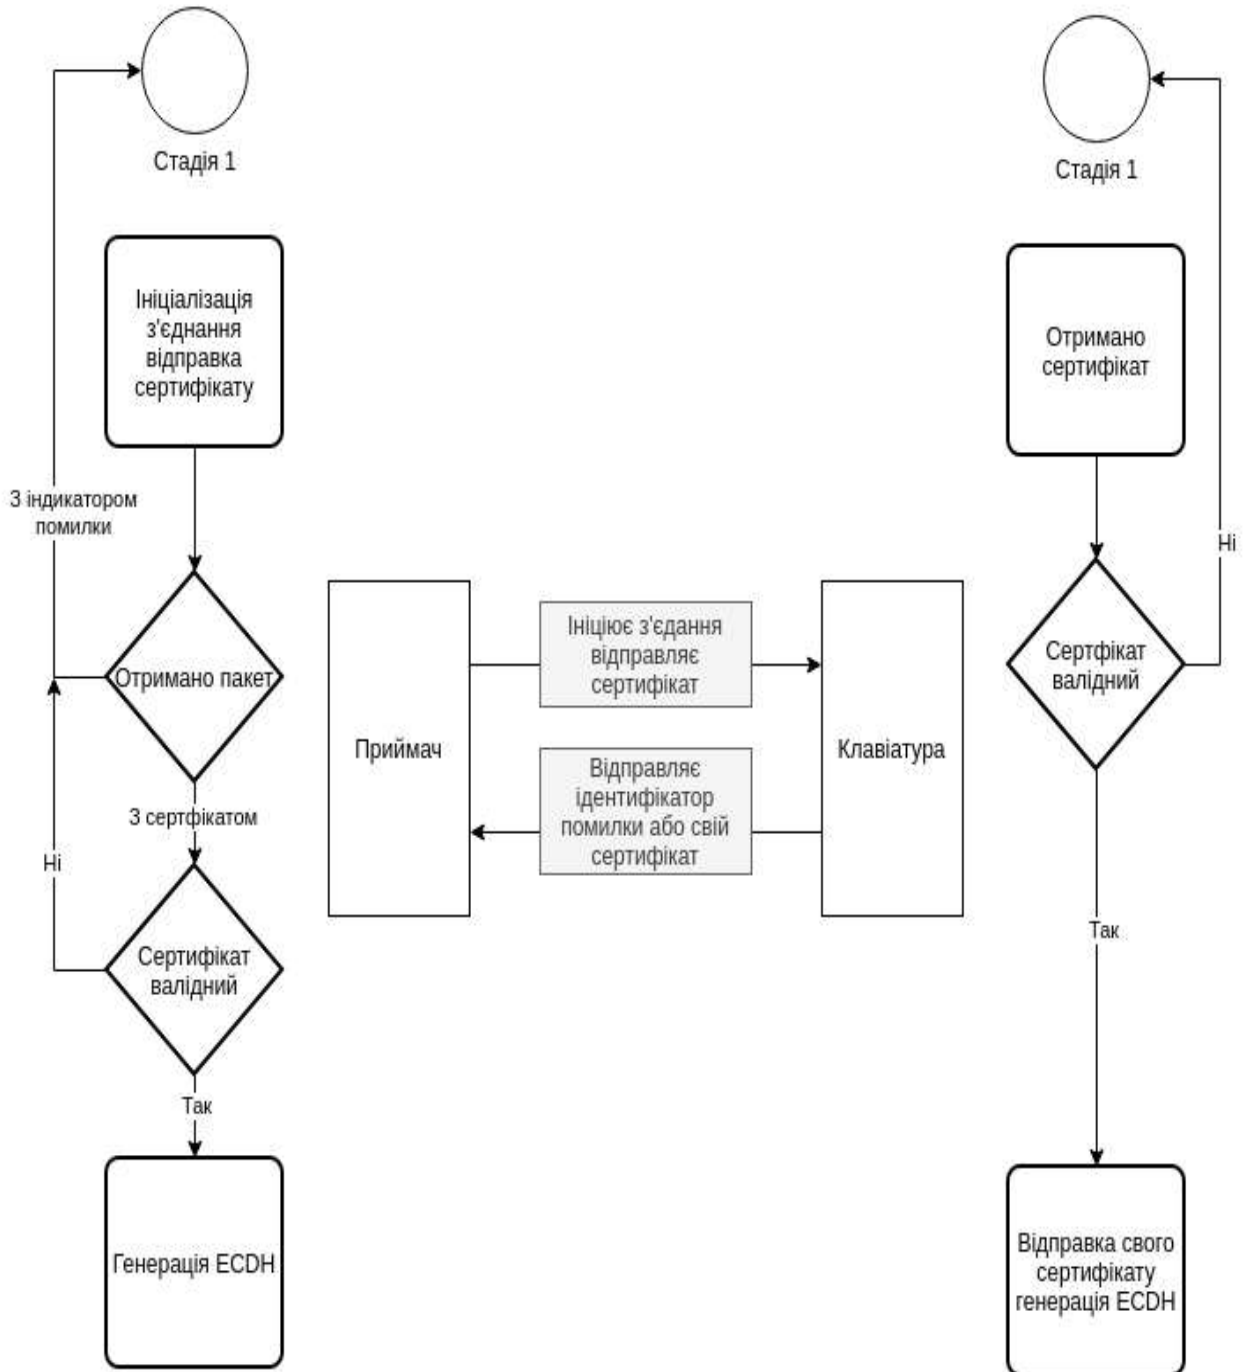 Стадія 1
Ініціалізація
з'єднання
відправка
сертифікату
З індикатором
помилки
Отримано пакет
З сертфікатом
Ні
Сертифікат
валідний
Так
Генерація ECDH
Приймач
Ініціює з'єдання
відправляє
сертифікат
Відправляє
ідентифікатор
помилки або свій
сертифікат
Клавіатура
Стадія 1
Отримано
сертифікат
Ні
Сертфікат
валідний
Так
Відправка свого
сертифікату
генерація ECDH